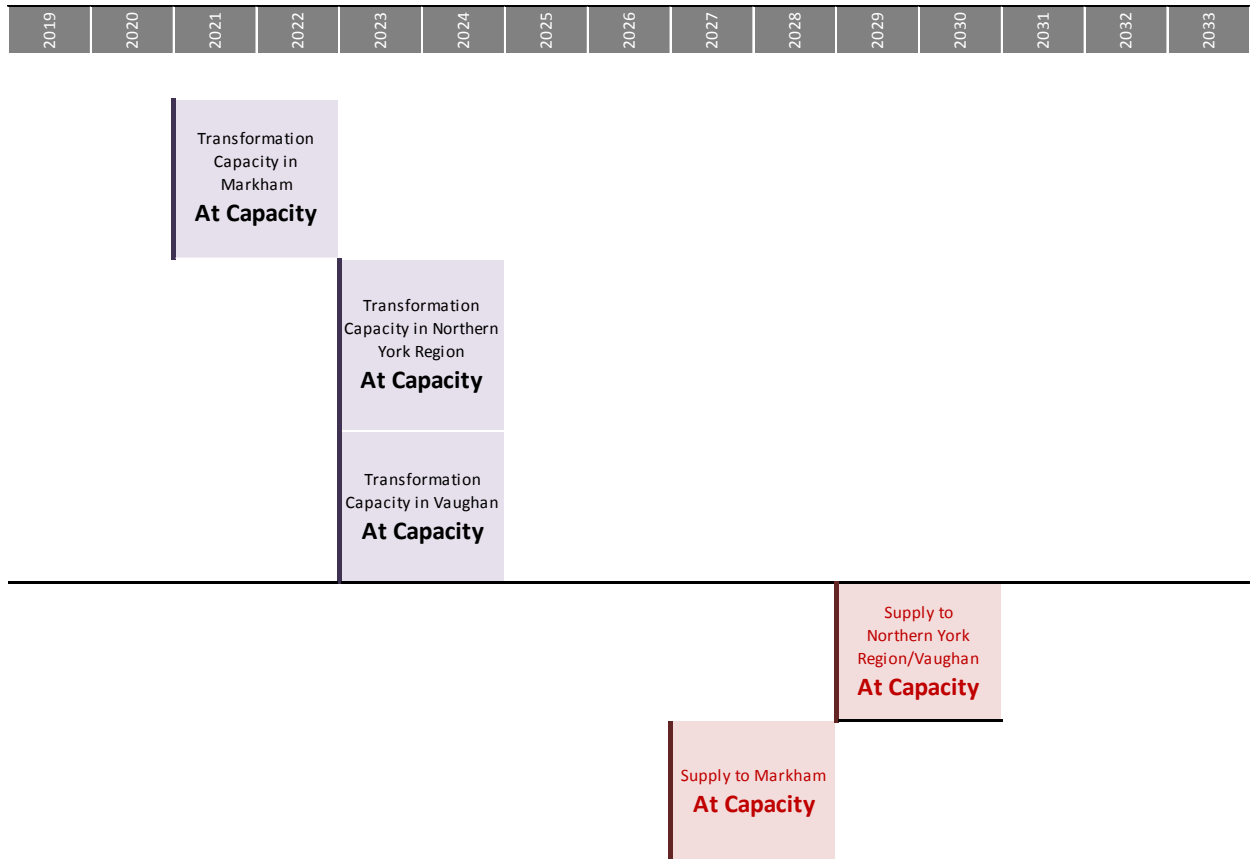 2019
2020
2021
2022
2023
2024
2025
2026
2027
2028
2029
2030
2031
2032
2033
Transformation
Capacity in
Markham
At Capacity
Transformation
Capacity in Northern
York Region
At Capacity
Transformation
Capacity in Vaughan
At Capacity
Supply to
Northern York
Region/Vaughan
At Capacity
Supply to Markham
At Capacity